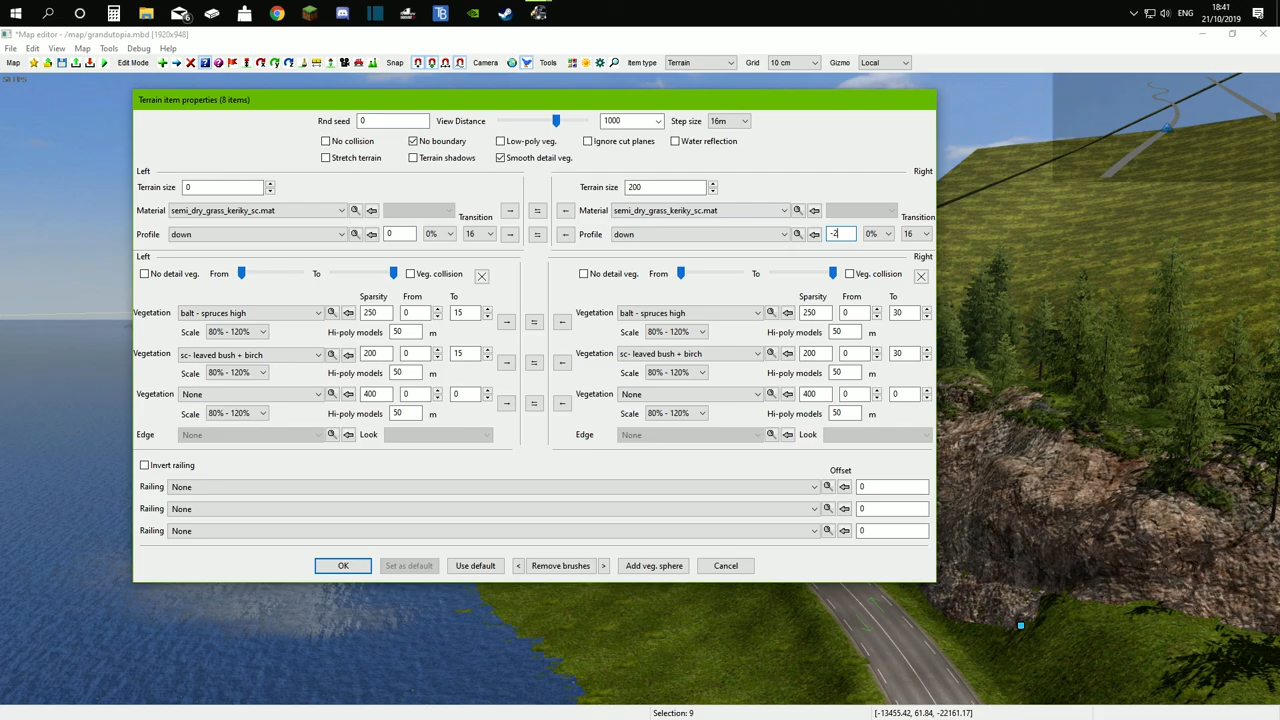 6
TB
ENG
18:41
21/10/2019
*Map editor - /map/grandutopia.mbd [1920x948]
File Edit View Map Tools Debug Help
Map Edit Mode Snap Camera Tools Item type Terrain Grid 10 cm Gizmo Local
Terrain item properties (8 items)
Rnd seed 0 View Distance 1000 Step size 16m
No collision No boundary Low-poly veg. Ignore cut planes Water reflection
Stretch terrain Terrain shadows Smooth detail veg.
Left Right
Terrain size 0 Terrain size 200
Material semi_dry_grass_keriky_sc.mat Transition Material semi_dry_grass_keriky_sc.mat Transition
Profile down 0 0% 16 Profile down -2 0% 16
Left Right
No detail veg. From To Veg. collision No detail veg. From To Veg. collision
Sparsity From To Sparsity From To
Vegetation balt - spruces high 250 0 15 Vegetation balt - spruces high 250 0 30
Scale 80% - 120% Hi-poly models 50 m Scale 80% - 120% Hi-poly models 50 m
Vegetation sc- leaved bush + birch 200 0 15 Vegetation sc- leaved bush + birch 200 0 30
Scale 80% - 120% Hi-poly models 50 m Scale 80% - 120% Hi-poly models 50 m
Vegetation None 400 0 0 Vegetation None 400 0 0
Scale 80% - 120% Hi-poly models 50 m Scale 80% - 120% Hi-poly models 50 m
Edge None Look Edge None Look
Invert railing Offset
Railing None 0
Railing None 0
Railing None 0
OK Set as default Use default < Remove brushes > Add veg. sphere Cancel
Selection: 9 [-13455.42, 61.84, -22161.17]